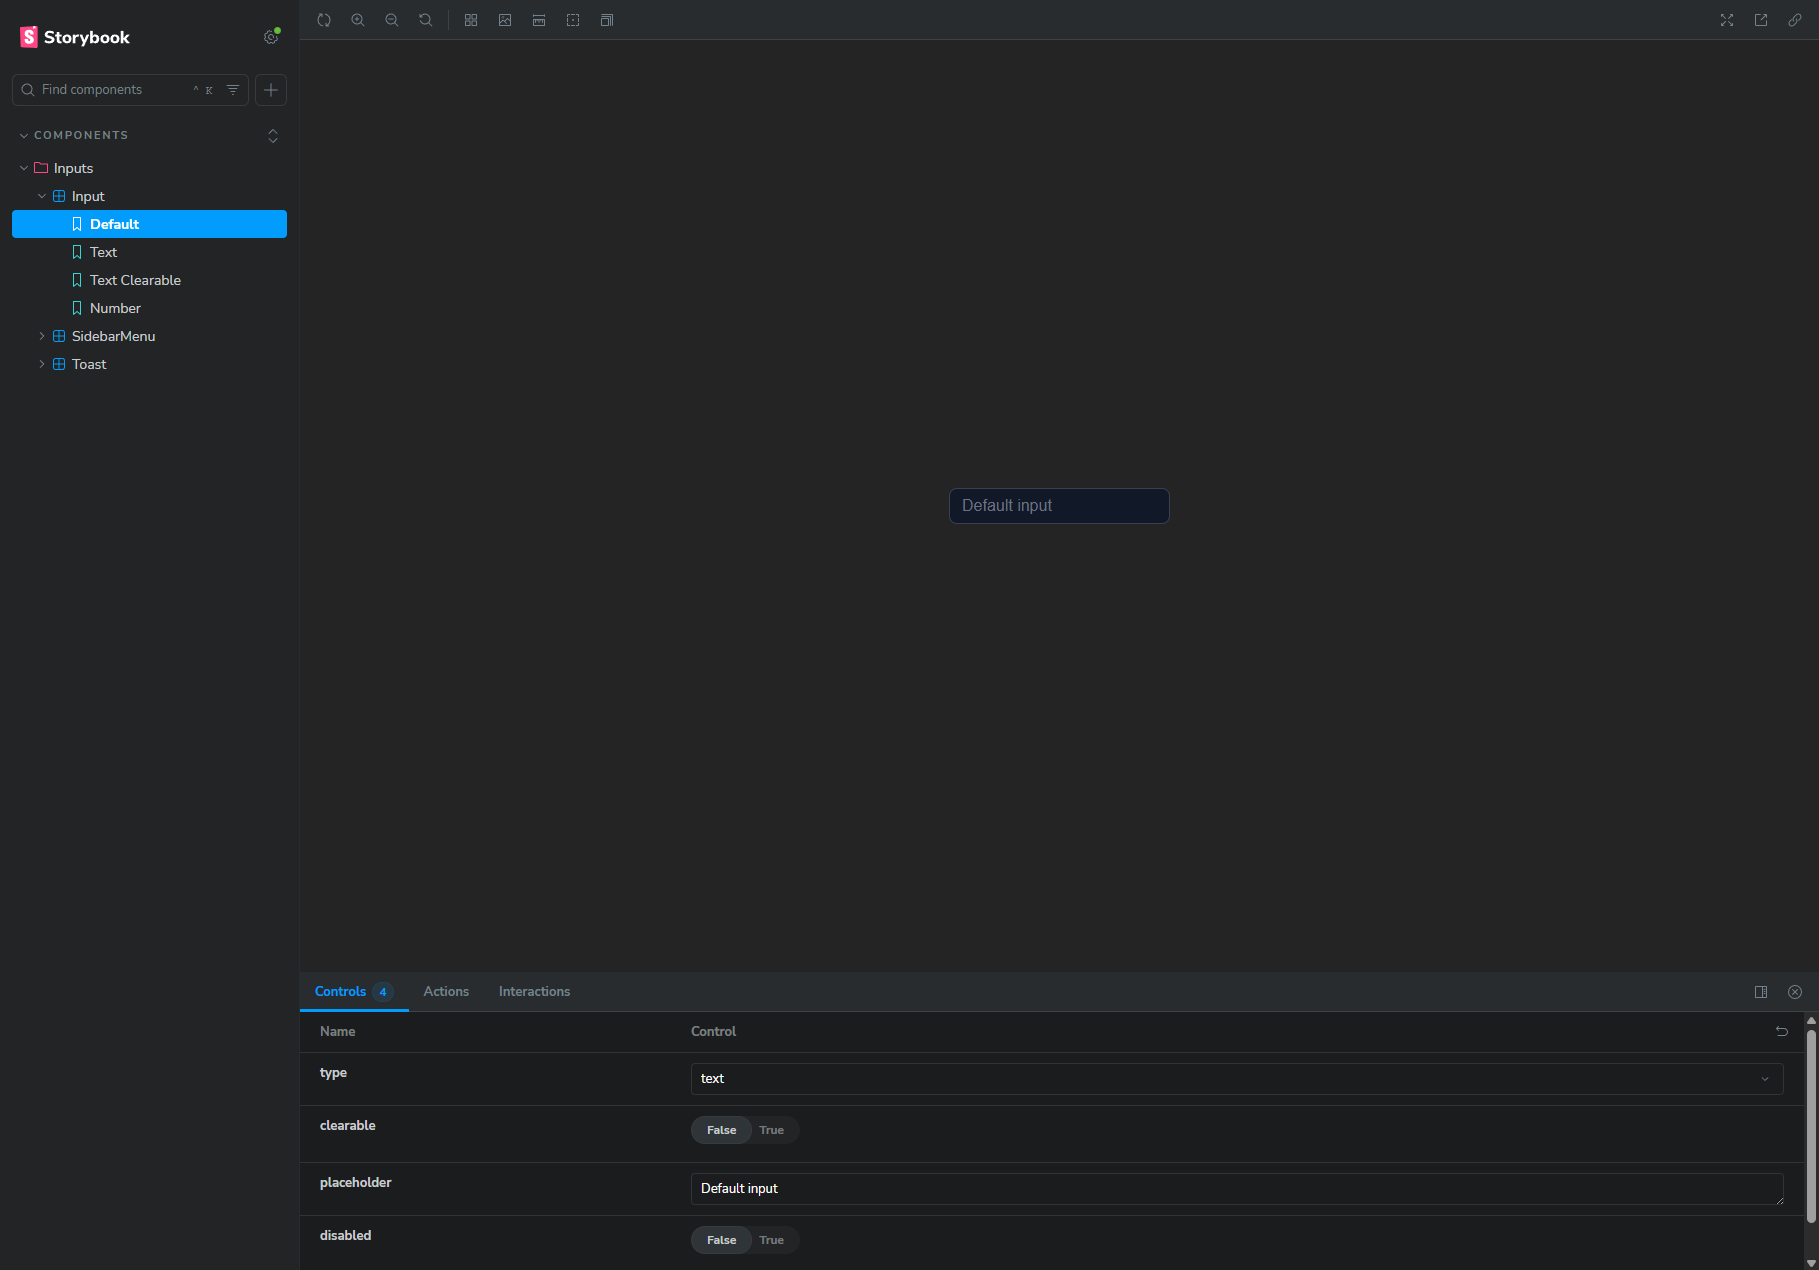 Storybook
Find components ^ K
COMPONENTS
Inputs
Input
Default
Text
Text Clearable
Number
SidebarMenu
Toast
Default input
Controls 4 Actions Interactions
Name Control
type text
clearable False True
placeholder Default input
disabled False True